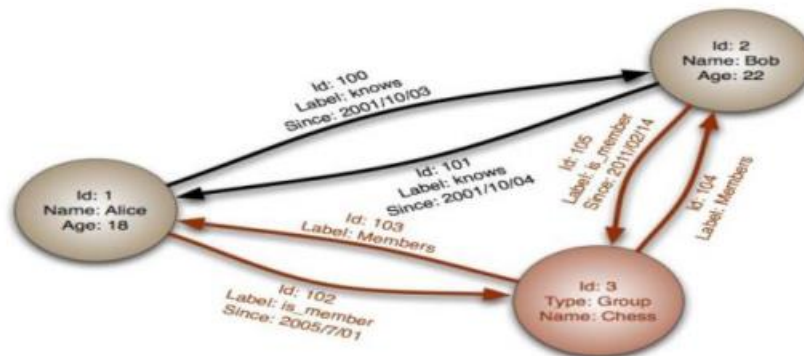 Id: 2
Name: Bob
Age: 22
Id: 100
Label: knows
Since: 2001/10/03
Id: 101
Label: knows
Since: 2001/10/04
Id: 105
Label: is_member
Since: 2011/02/14
Id: 104
Label: Members
Id: 1
Name: Alice
Age: 18
Id: 103
Label: Members
Id: 102
Label: is_member
Since: 2005/7/01
Id: 3
Type: Group
Name: Chess